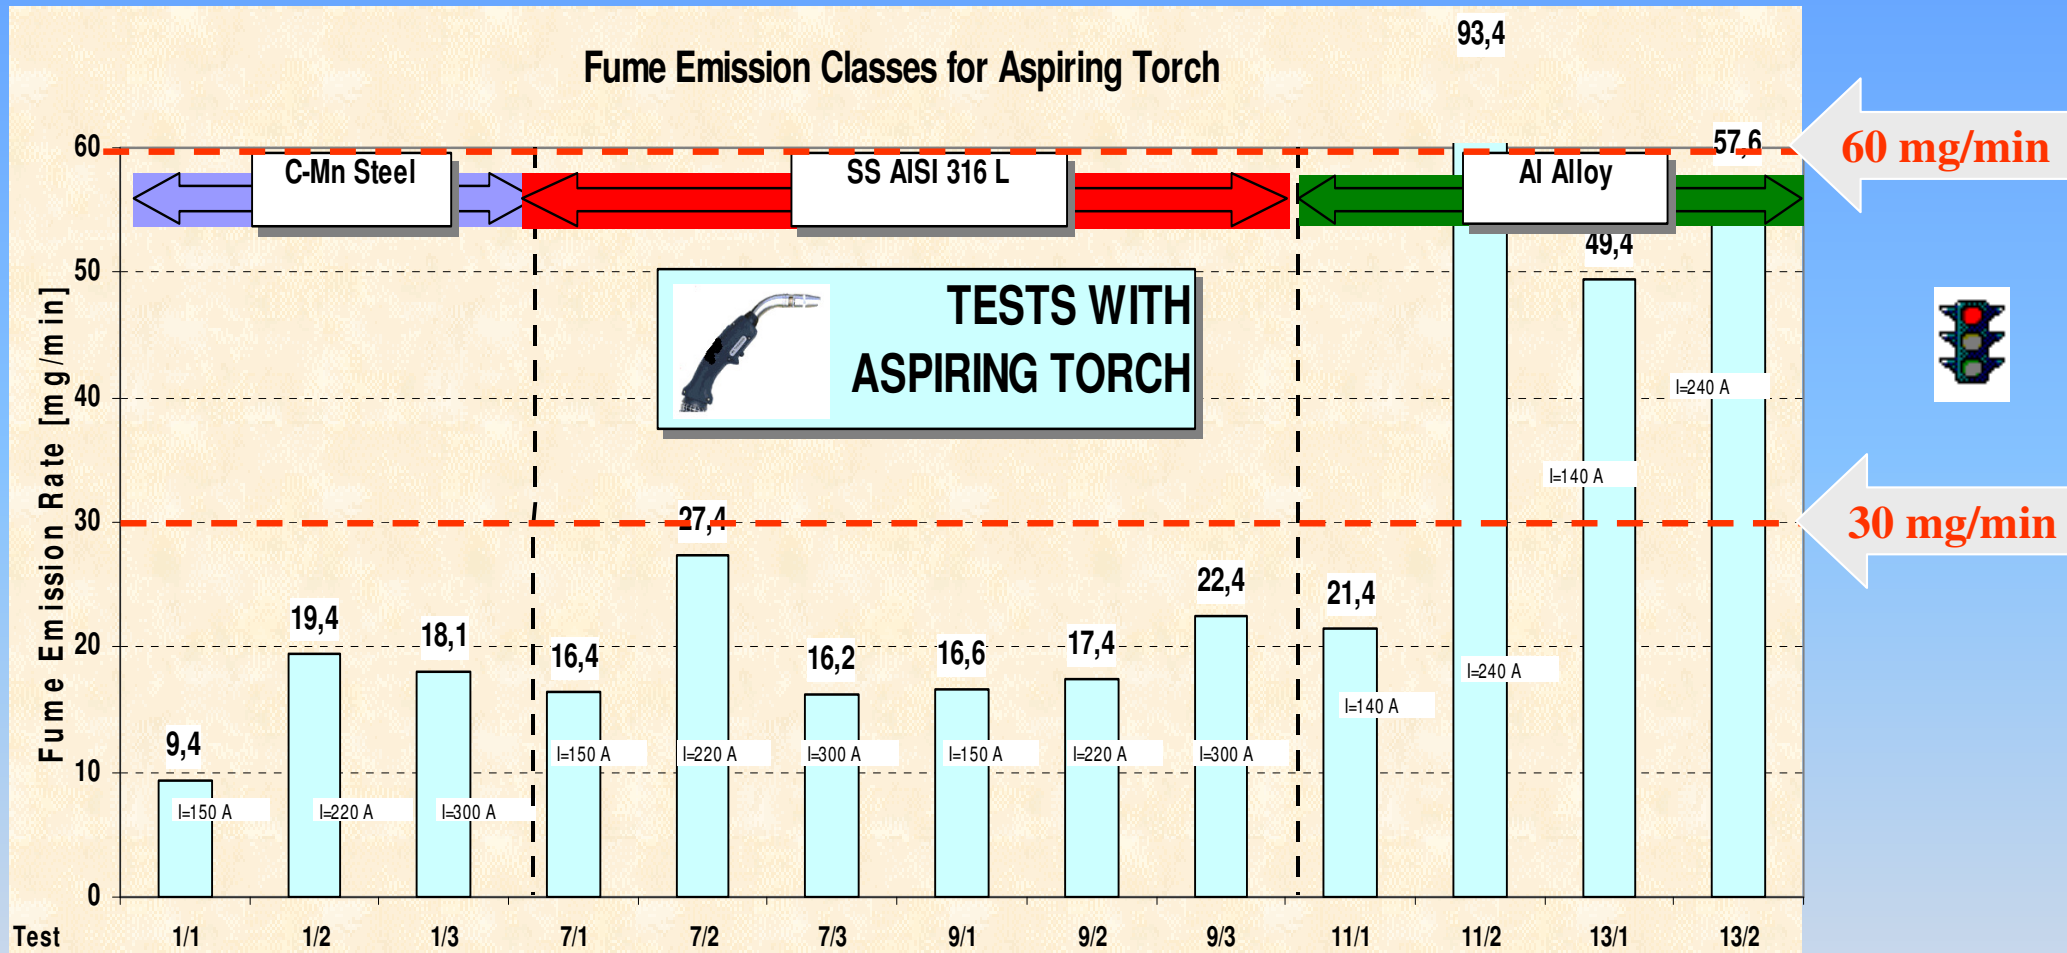 93,4
Fume Emission Classes for Aspiring Torch
60
57,6
60 mg/min
C-Mn Steel
SS AISI 316 L
Al Alloy
49,4
50
TESTS WITH
ASPIRING TORCH
40
I=240 A
I=140 A
30
27,4
30 mg/min
Fume Emission Rate [mg/min]
19,4
18,1
16,4
16,2
16,6
17,4
22,4
21,4
20
I=240 A
I=140 A
9,4
I=150 A
I=220 A
I=300 A
I=150 A
I=220 A
I=300 A
10
I=150 A
I=220 A
I=300 A
0
Test 1/1 1/2 1/3 7/1 7/2 7/3 9/1 9/2 9/3 11/1 11/2 13/1 13/2